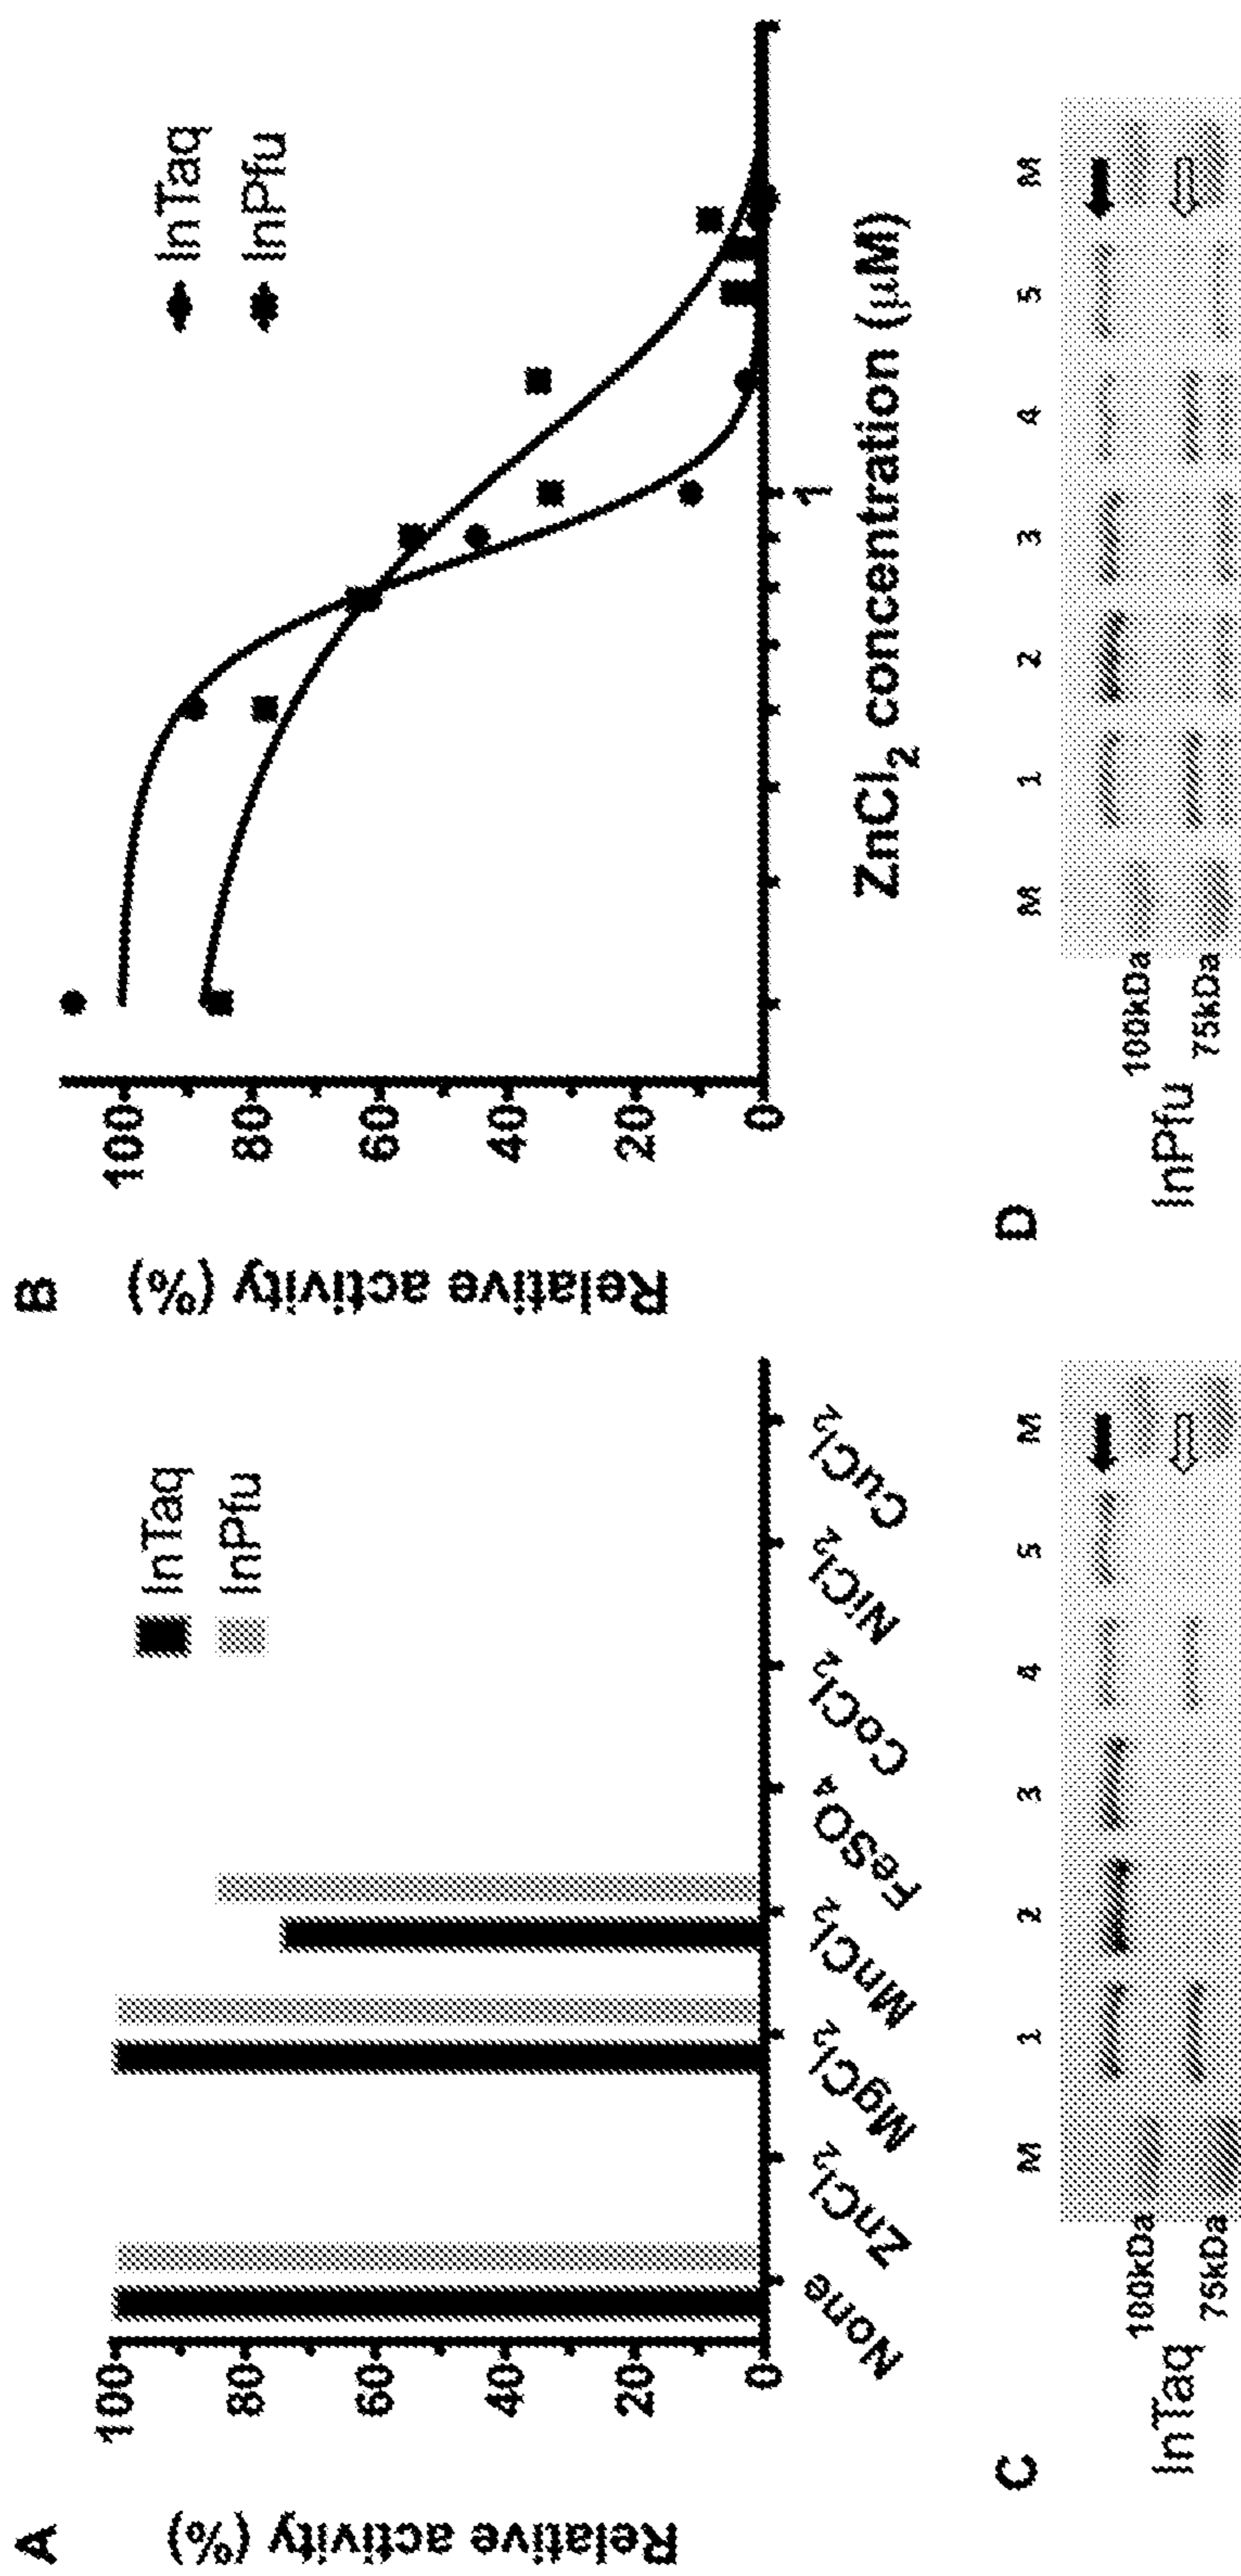 A
Relative activity (%)
100
80
60
40
20
0
InTaq
InPfu
None
ZnCl2
MgCl2
MnCl2
FeSO4
CoCl2
NiCl2
CuCl2
B
Relative activity (%)
100
80
60
40
20
0
InTaq
InPfu
1
ZnCl2 concentration (μM)
C
M 1 2 3 4 5 M
100kDa
75kDa
InTaq
D
M 1 2 3 4 5 M
100kDa
75kDa
InPfu